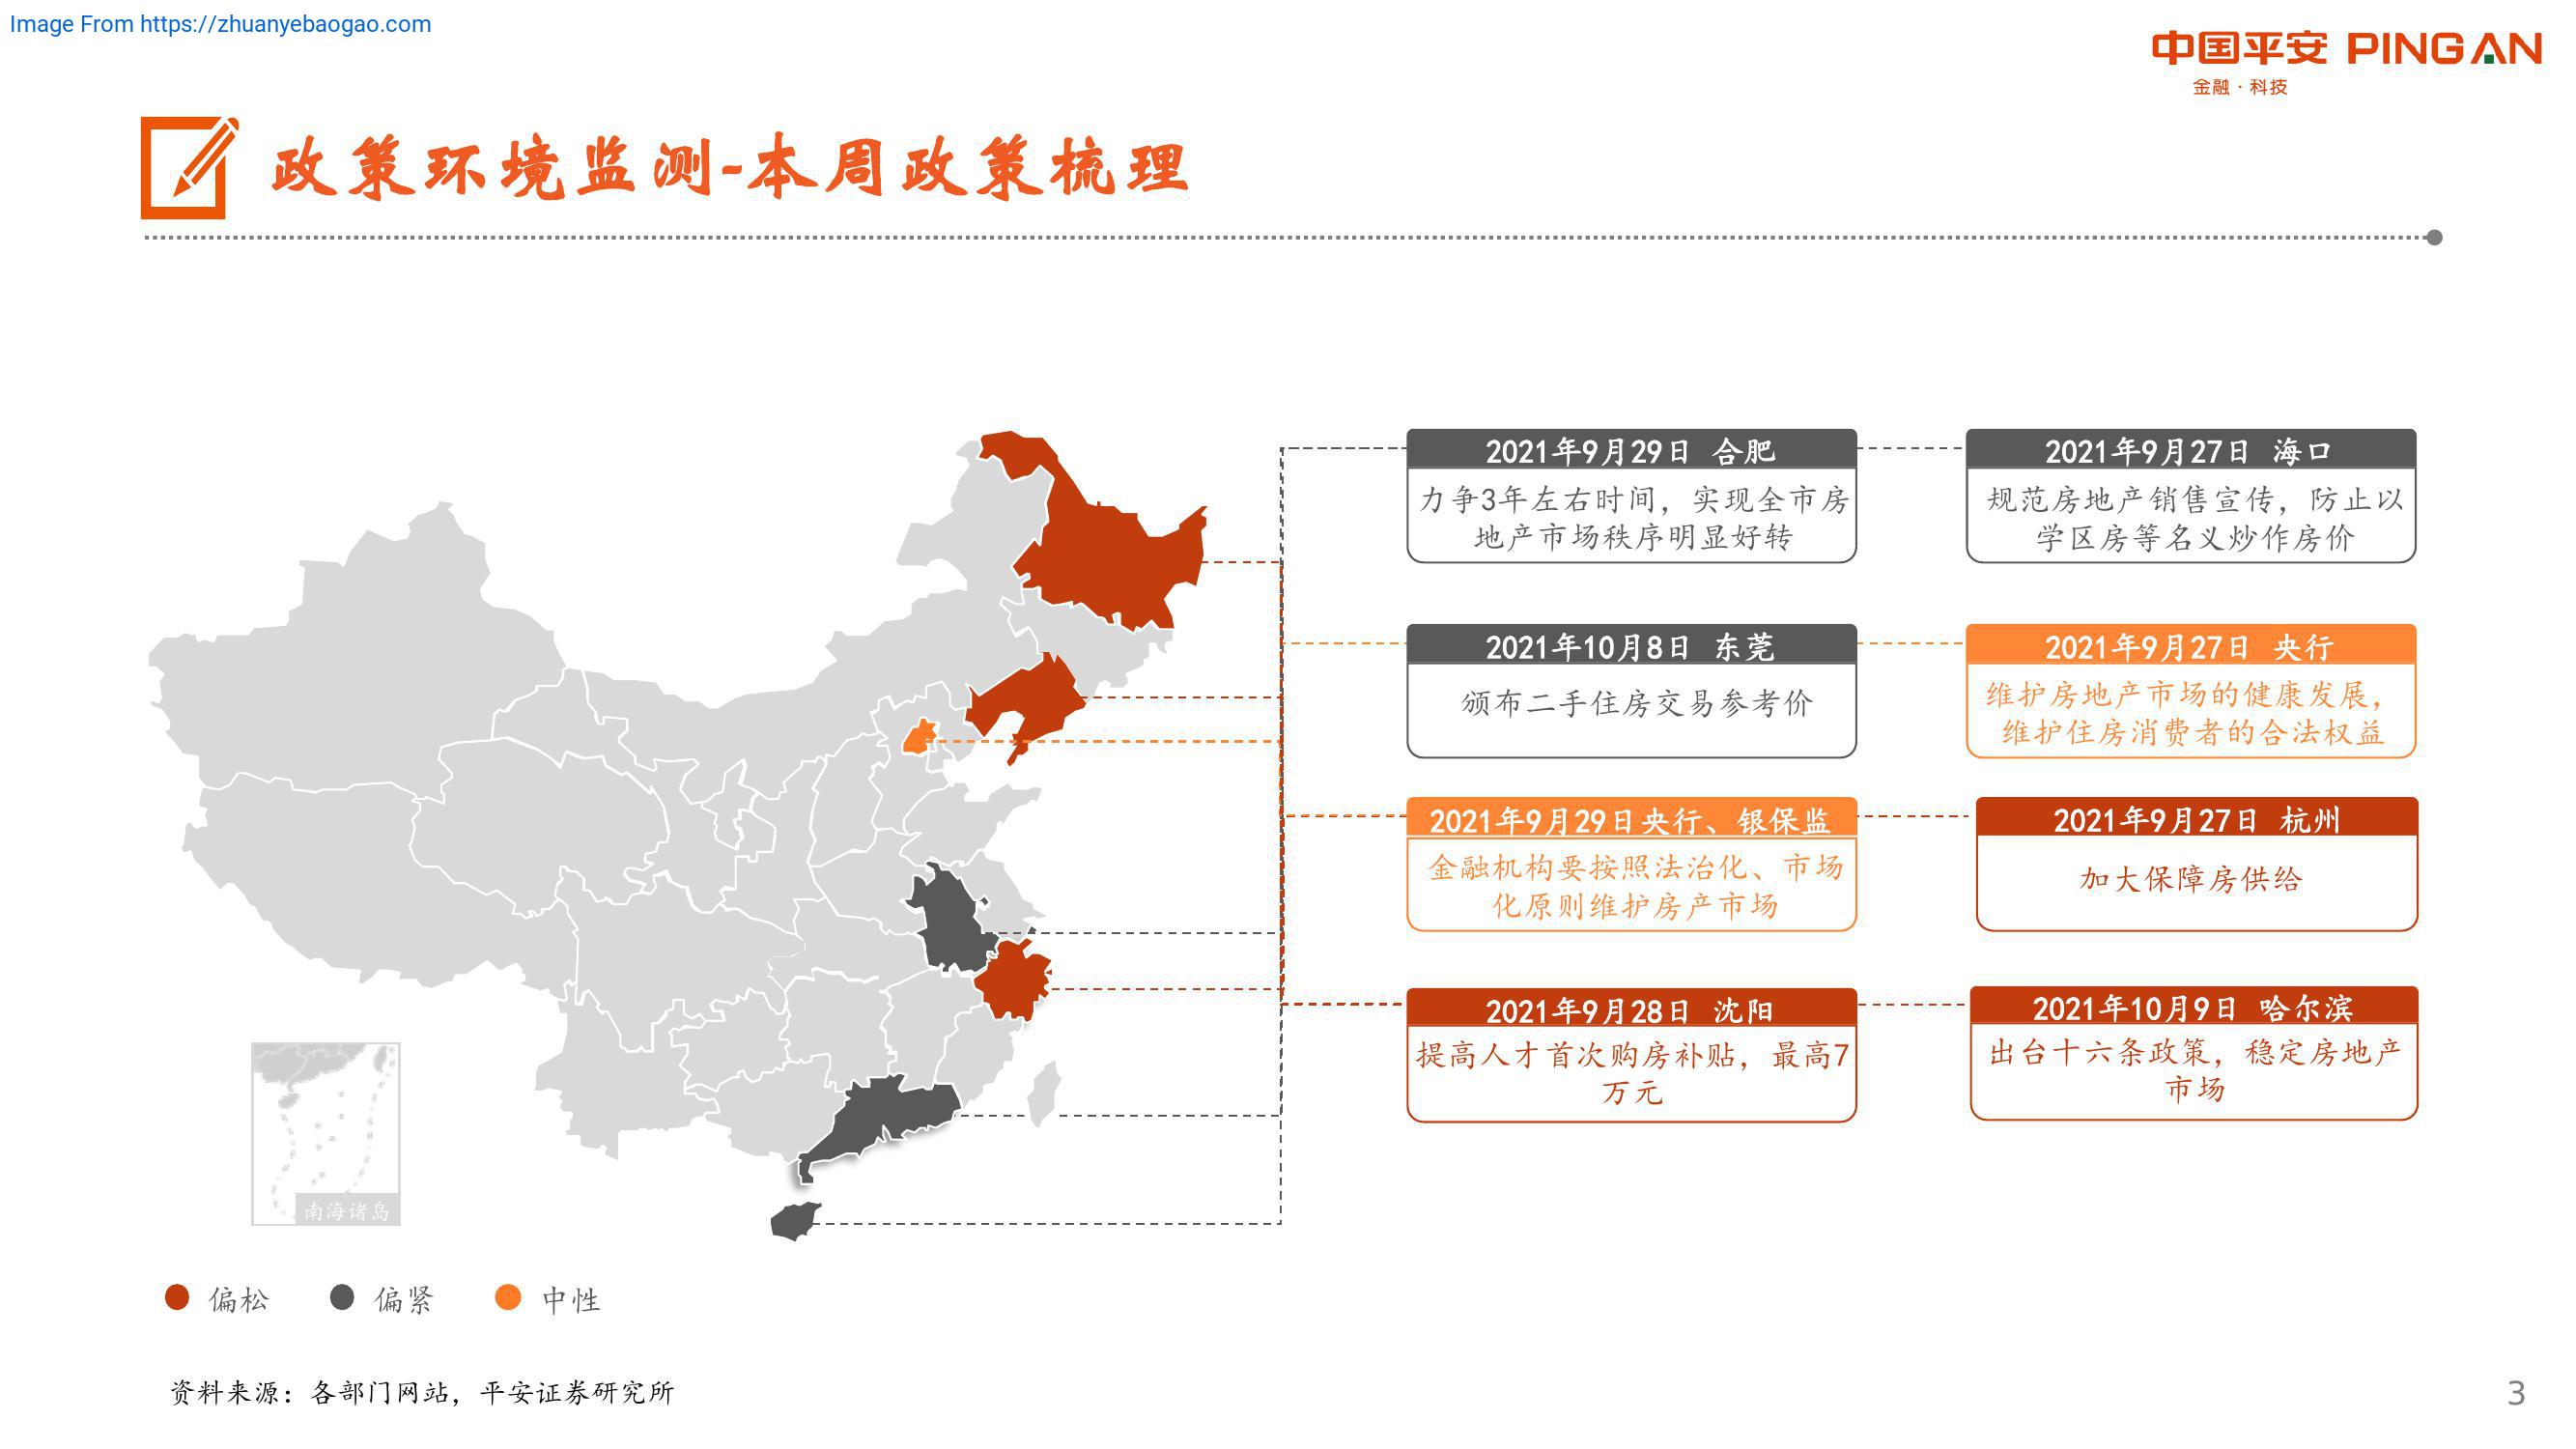 Image From https://zhuanyebaogao.com
中国平安 PINGAN
金融·科技
政策环境监测-本周政策梳理
2021年9月29日 合肥
力争3年左右时间，实现全市房
地产市场秩序明显好转
2021年9月27日 海口
规范房地产销售宣传，防止以
学区房等名义炒作房价
2021年10月8日 东莞
颁布二手住房交易参考价
2021年9月27日 央行
维护房地产市场的健康发展，
维护住房消费者的合法权益
2021年9月29日央行、银保监
金融机构要按照法治化、市场
化原则维护房产市场
2021年9月27日 杭州
加大保障房供给
2021年9月28日 沈阳
提高人才首次购房补贴，最高7
万元
2021年10月9日 哈尔滨
出台十六条政策，稳定房地产
市场
南海诸岛
偏松
偏紧
中性
资料来源：各部门网站，平安证券研究所
3